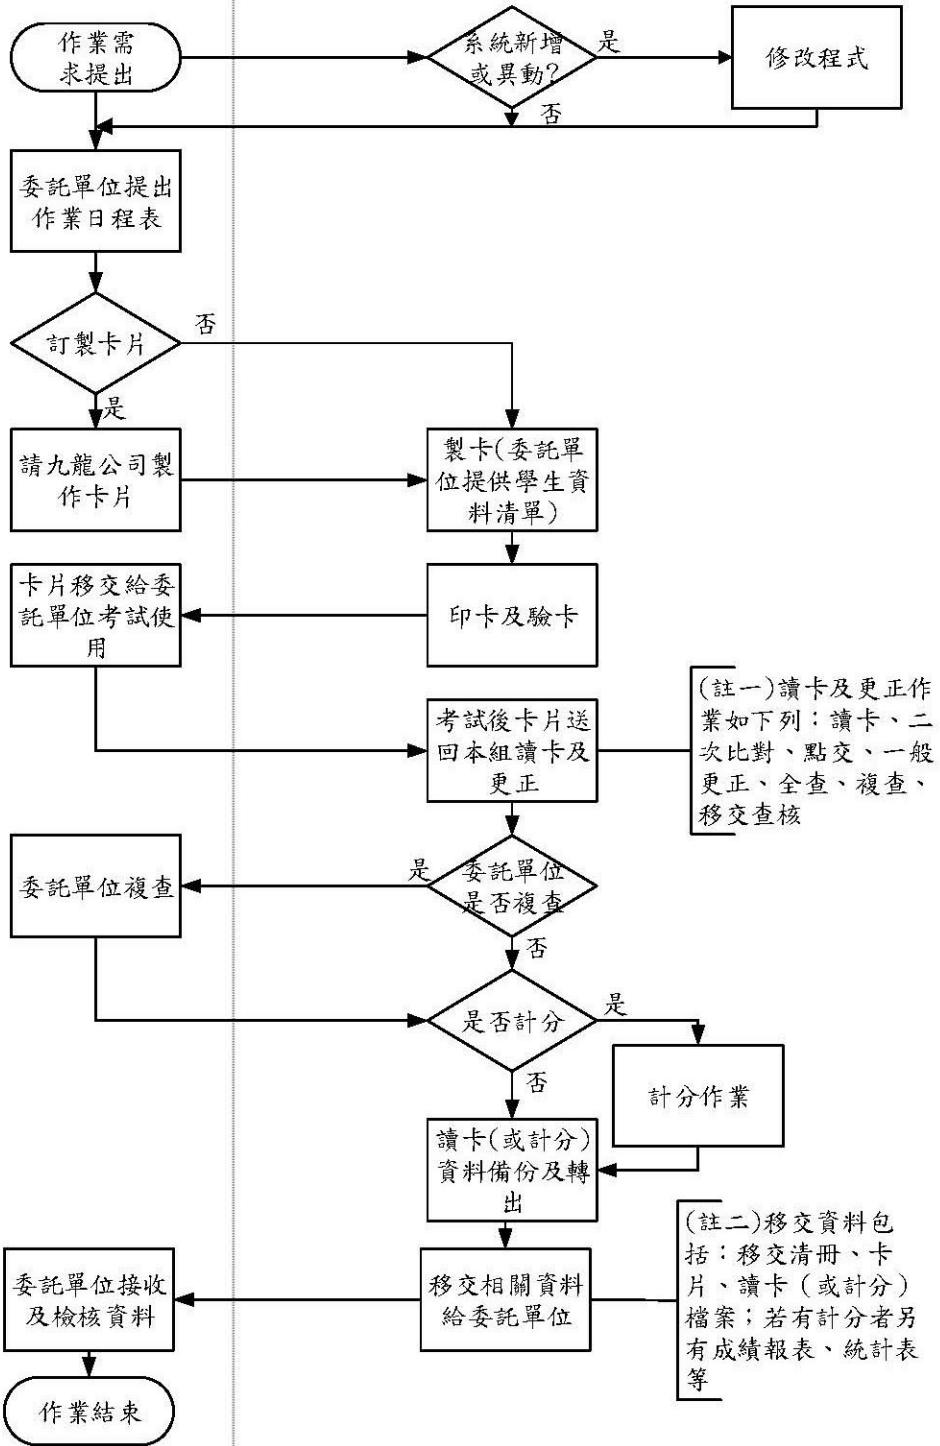 作業需
求提出
系統新增
或異動?
是
修改程式
否
委託單位提出
作業日程表
訂製卡片
否
是
請九龍公司製
作卡片
製卡(委託單
位提供學生資
料清單)
卡片移交給委
託單位考試使
用
印卡及驗卡
考試後卡片送
回本組讀卡及
更正
(註一)讀卡及更正作
業如下列：讀卡、二
次比對、點交、一般
更正、全查、複查、
移交查核
委託單位複查
是
委託單位
是否複查
否
是否計分
是
否
計分作業
讀卡(或計分)
資料備份及轉
出
(註二)移交資料包
括：移交清冊、卡
片、讀卡（或計分）
檔案；若有計分者另
有成績報表、統計表
等
委託單位接收
及檢核資料
移交相關資料
給委託單位
作業結束